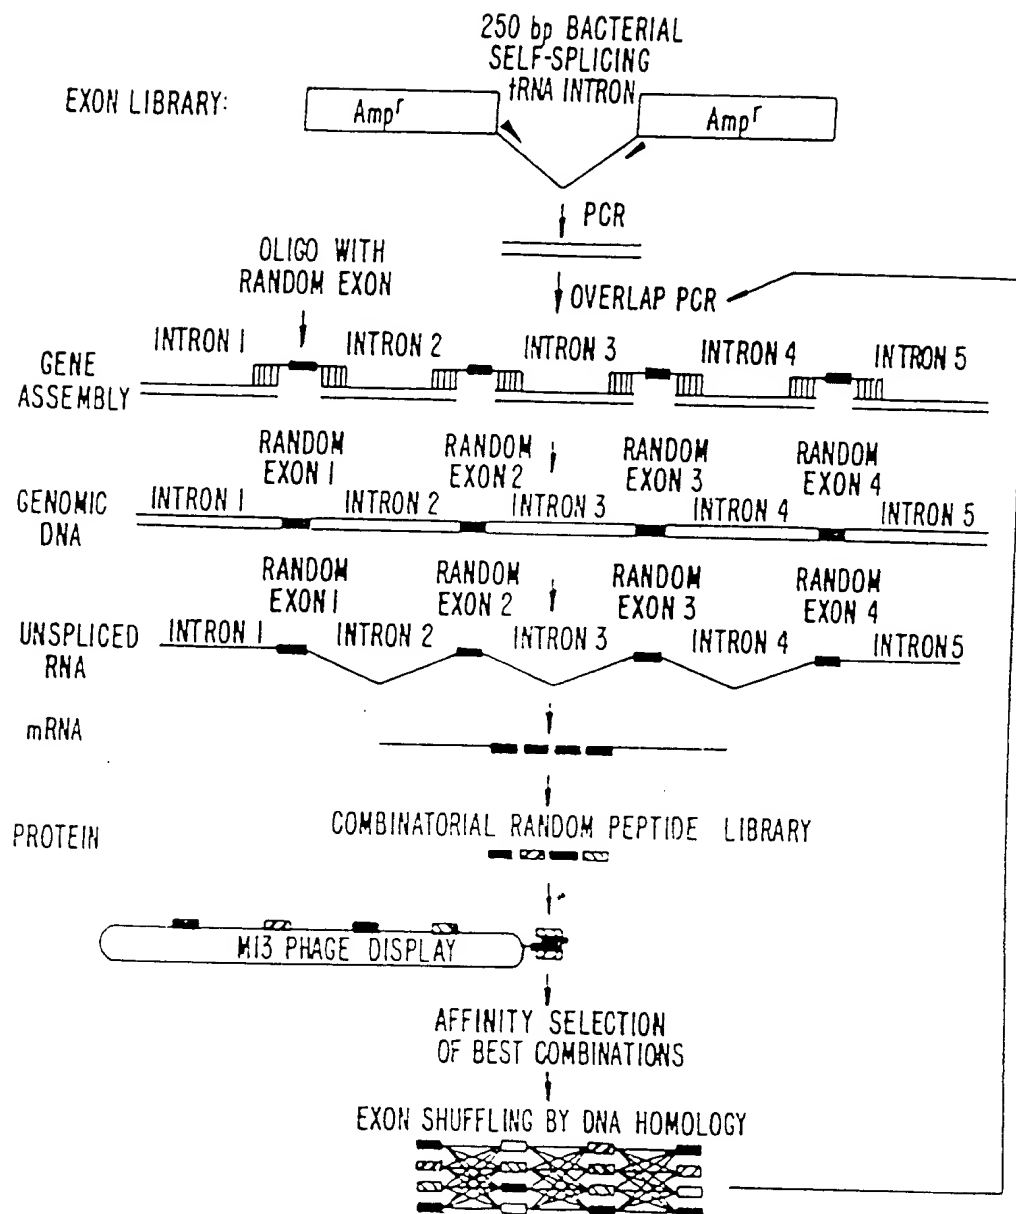 250 bp BACTERIAL
SELF-SPLICING
tRNA INTRON
EXON LIBRARY:
Ampʳ
Ampʳ
PCR
OLIGO WITH
RANDOM EXON
OVERLAP PCR
GENE
ASSEMBLY
INTRON 1
INTRON 2
INTRON 3
INTRON 4
INTRON 5
RANDOM
EXON 1
RANDOM
EXON 2
RANDOM
EXON 3
RANDOM
EXON 4
GENOMIC
DNA
INTRON 1
INTRON 2
INTRON 3
INTRON 4
INTRON 5
RANDOM
EXON 1
RANDOM
EXON 2
RANDOM
EXON 3
RANDOM
EXON 4
UNSPLICED
RNA
INTRON 1
INTRON 2
INTRON 3
INTRON 4
INTRON 5
mRNA
PROTEIN
COMBINATORIAL RANDOM PEPTIDE LIBRARY
M13 PHAGE DISPLAY
AFFINITY SELECTION
OF BEST COMBINATIONS
EXON SHUFFLING BY DNA HOMOLOGY